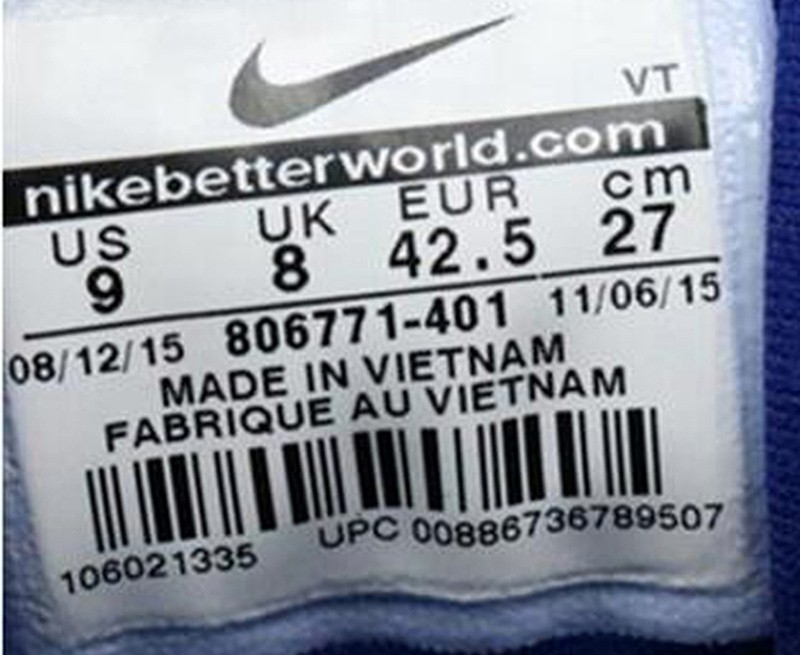 VT
nikebetterworld.com
US UK EUR cm
9 8 42.5 27
08/12/15 806771-401 11/06/15
MADE IN VIETNAM
FABRIQUE AU VIETNAM
106021335 UPC 00886736789507